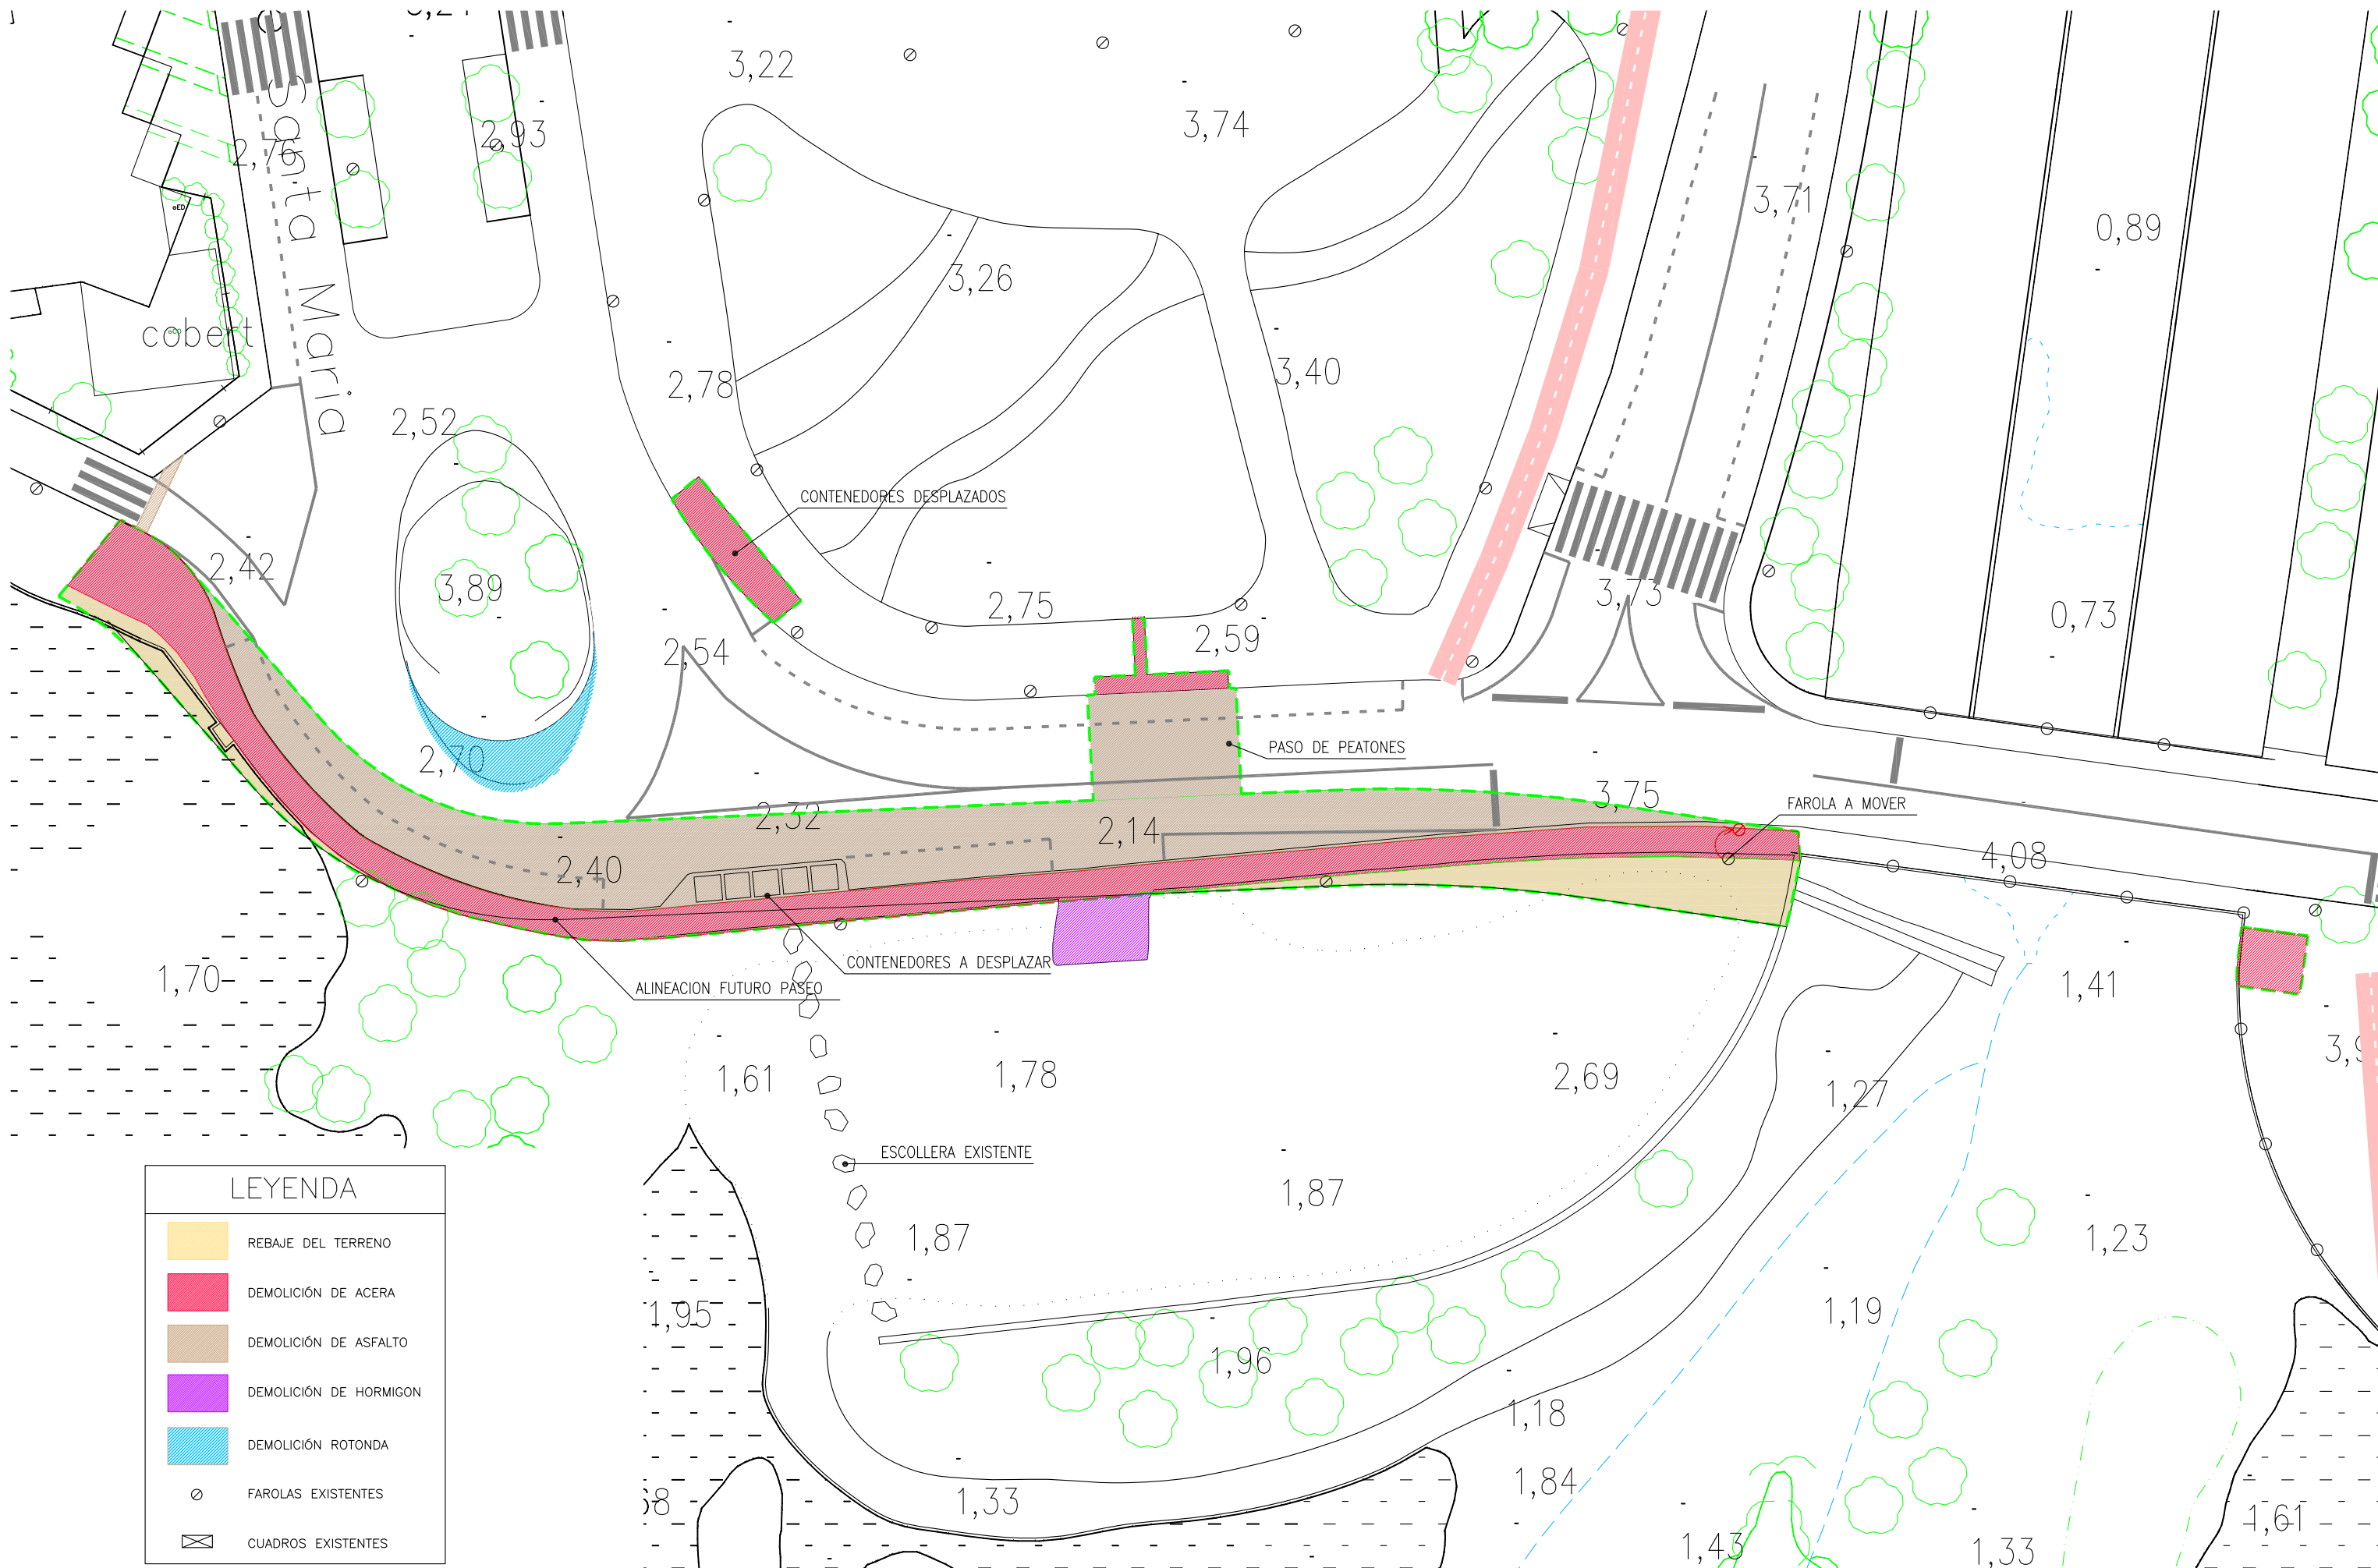 3,22
3,74
2,93
2,76
Santa Maria
3,71
0,89
3,26
cobert
3,40
2,78
2,52
CONTENEDORES DESPLAZADOS
2,42
3,89
2,75
3,73
0,73
2,59
2,54
PASO DE PEATONES
2,70
3,75
FAROLA A MOVER
2,32
2,14
4,08
2,40
CONTENEDORES A DESPLAZAR
1,70
ALINEACION FUTURO PASEO
1,41
1,61
1,78
2,69
1,27
ESCOLLERA EXISTENTE
1,87
1,87
1,23
1,95
1,19
1,96
1,18
1,84
1,33
1,61
1,43
1,33
LEYENDA
REBAJE DEL TERRENO
DEMOLICIÓN DE ACERA
DEMOLICIÓN DE ASFALTO
DEMOLICIÓN DE HORMIGON
DEMOLICIÓN ROTONDA
FAROLAS EXISTENTES
CUADROS EXISTENTES